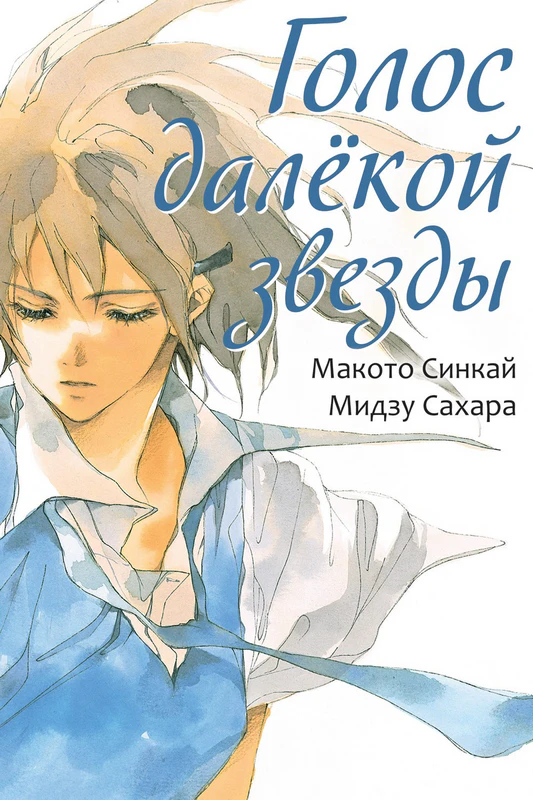 Голос
далёкой
звезды
Макото Синкай
Мидзу Сахара